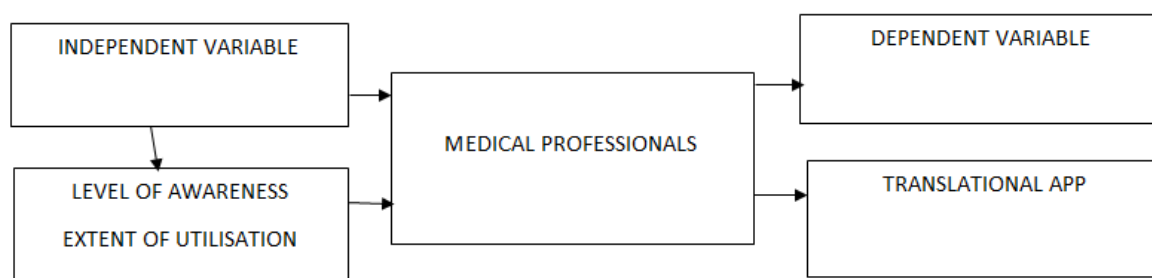 INDEPENDENT VARIABLE
LEVEL OF AWARENESS
EXTENT OF UTILISATION
MEDICAL PROFESSIONALS
DEPENDENT VARIABLE
TRANSLATIONAL APP